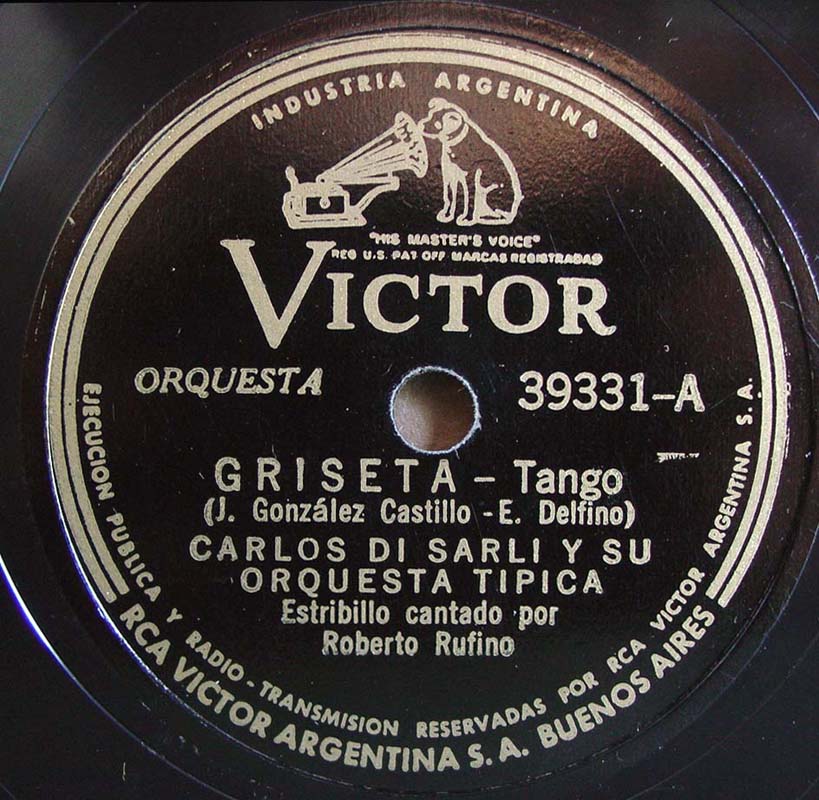 INDUSTRIA ARGENTINA
"HIS MASTER'S VOICE"
REG U.S. PAT OFF MARCAS REGISTRADAS
VICTOR
ORQUESTA
39331-A
GRISETA - Tango
(J. González Castillo - E. Delfino)
CARLOS DI SARLI Y SU
ORQUESTA TIPICA
Estribillo cantado por
Roberto Rufino
EJECUCION PUBLICA Y RADIO-TRANSMISION RESERVADAS POR RCA VICTOR ARGENTINA S.A.
RCA VICTOR ARGENTINA S.A. BUENOS AIRES